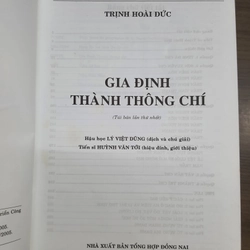 TRỊNH HOÀI ĐỨC
GIA ĐỊNH
THÀNH THÔNG CHÍ
(Tái bản lần thứ nhất)
Hậu học LÝ VIỆT DŨNG (dịch và chú giải)
Tiến sĩ HUỲNH VĂN TỚI (hiệu đính, giới thiệu)
NHÀ XUẤT BẢN TỔNG HỢP ĐỒNG NAI